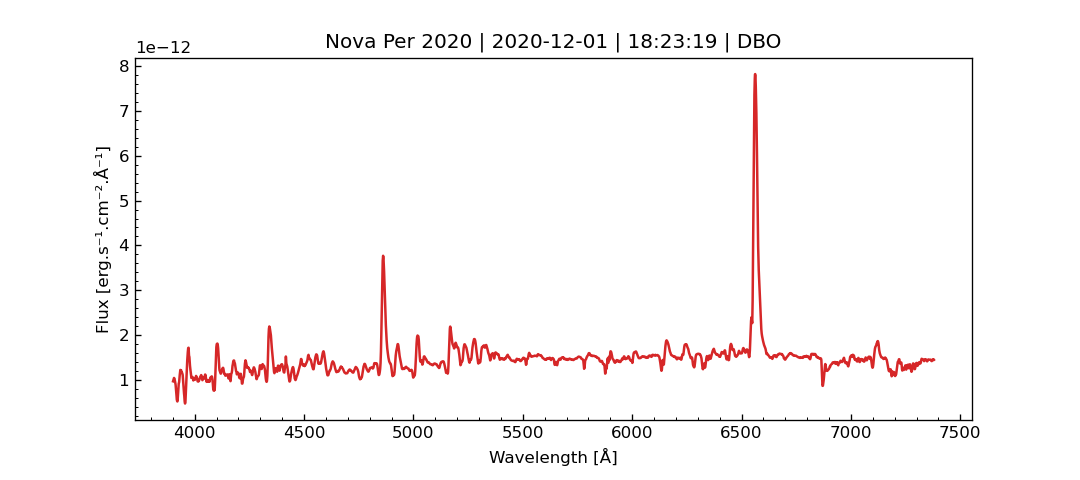 Nova Per 2020 | 2020-12-01 | 18:23:19 | DBO
1e−12
8
7
6
5
4
3
2
1
Flux [erg.s⁻¹.cm⁻².Å⁻¹]
4000 4500 5000 5500 6000 6500 7000 7500
Wavelength [Å]